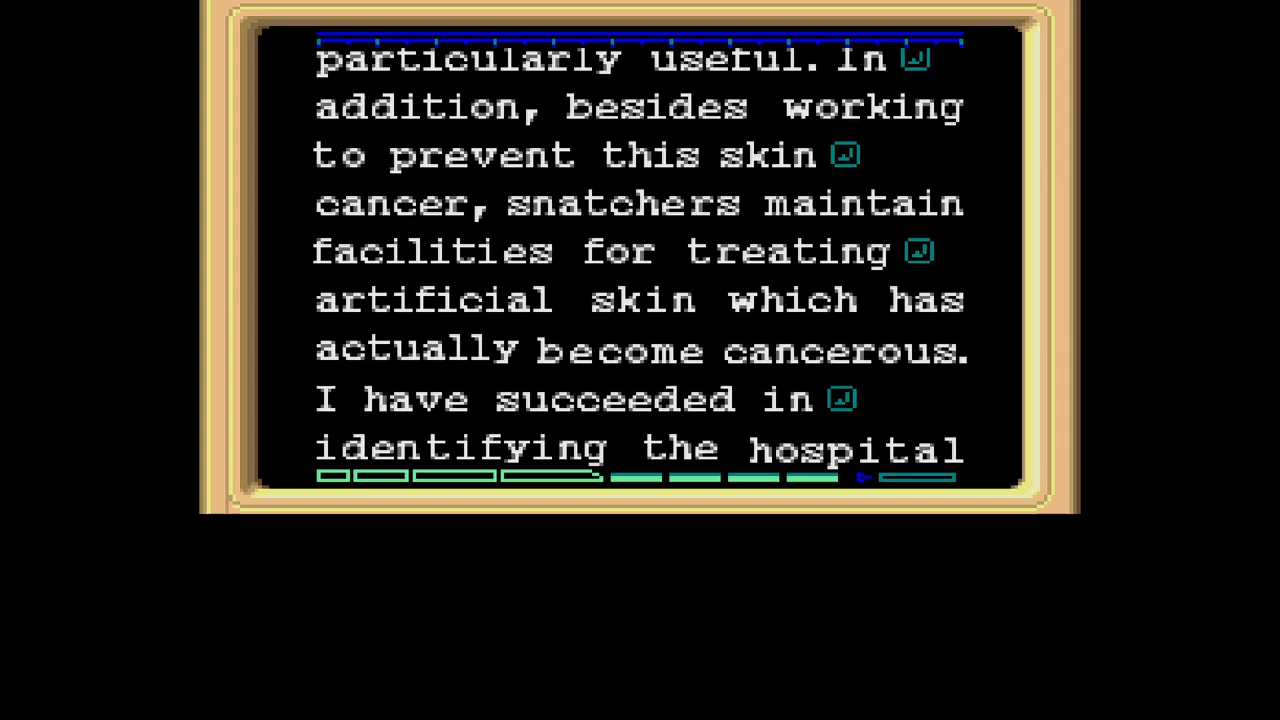 particularly useful. In
addition, besides working
to prevent this skin
cancer, snatchers maintain
facilities for treating
artificial skin which has
actually become cancerous.
I have succeeded in
identifying the hospital